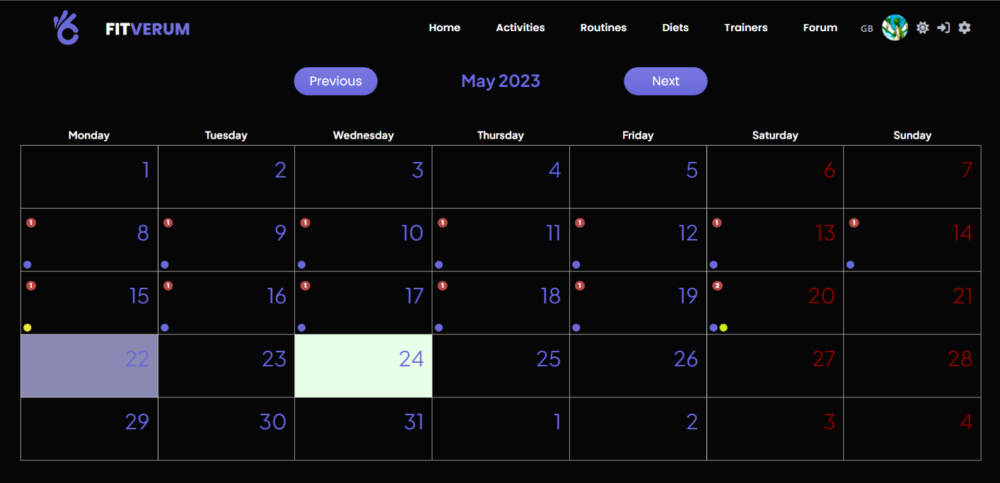 FITVERUM Home Activities Routines Diets Trainers Forum GB
Previous May 2023 Next
Monday Tuesday Wednesday Thursday Friday Saturday Sunday
1 2 3 4 5 6 7
1 1 1 1 1 1 1
8 9 10 11 12 13 14
1 1 1 1 1 2
15 16 17 18 19 20 21
22 23 24 25 26 27 28
29 30 31 1 2 3 4